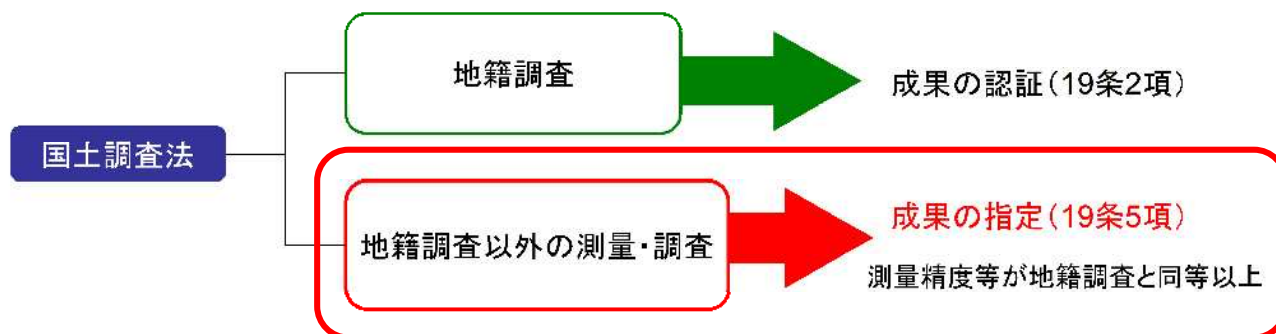 国土調査法
地籍調査
成果の認証(19条2項)
地籍調査以外の測量・調査
成果の指定(19条5項)
測量精度等が地籍調査と同等以上